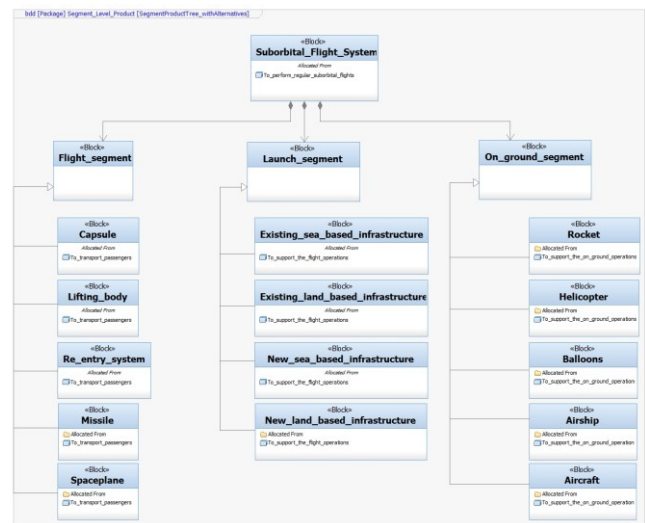 bdd [Package] Segment_Level_Product [SegmentProductTree_withAlternatives]
«Block»
Suborbital_Flight_System
Allocated From
To_perform_regular_suborbital_flights
«Block»
Flight_segment
«Block»
Launch_segment
«Block»
On_ground_segment
«Block»
Capsule
Allocated From
To_transport_passengers
«Block»
Existing_sea_based_infrastructure
Allocated From
To_support_the_flight_operations
«Block»
Rocket
Allocated From
To_support_the_on_ground_operations
«Block»
Lifting_body
Allocated From
To_transport_passengers
«Block»
Existing_land_based_infrastructure
Allocated From
To_support_the_flight_operations
«Block»
Helicopter
Allocated From
To_support_the_on_ground_operations
«Block»
Re_entry_system
Allocated From
To_transport_passengers
«Block»
New_sea_based_infrastructure
Allocated From
To_support_the_flight_operations
«Block»
Balloons
Allocated From
To_support_the_on_ground_operation
«Block»
Missile
Allocated From
To_transport_passengers
«Block»
New_land_based_infrastructure
Allocated From
To_support_the_flight_operations
«Block»
Airship
Allocated From
To_support_the_on_ground_operation
«Block»
Spaceplane
Allocated From
To_transport_passengers
«Block»
Aircraft
Allocated From
To_support_the_on_ground_operation